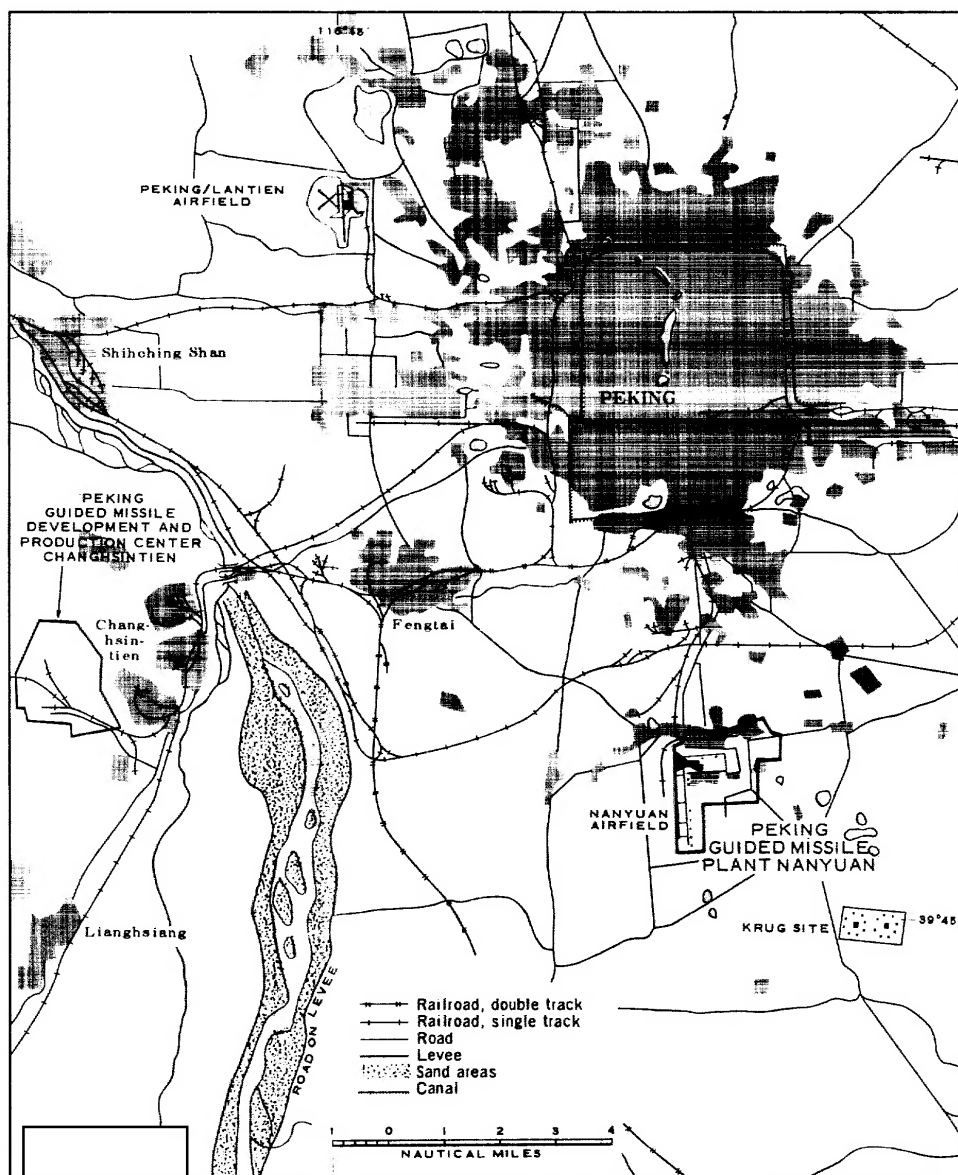 116°15'
PEKING/LANTIEN
AIRFIELD
Shihching Shan
PEKING
PEKING
GUIDED MISSILE
DEVELOPMENT AND
PRODUCTION CENTER
CHANGHSINTIEN
Chang-
hsin-
tien
Fengtai
NANYUAN
AIRFIELD
PEKING
GUIDED MISSILE
PLANT NANYUAN
KRUG SITE
39°45'
Lianghsiang
ROAD ON LEVEE
Railroad, double track
Railroad, single track
Road
Levee
Sand areas
Canal
1 0 1 2 3 4
NAUTICAL MILES